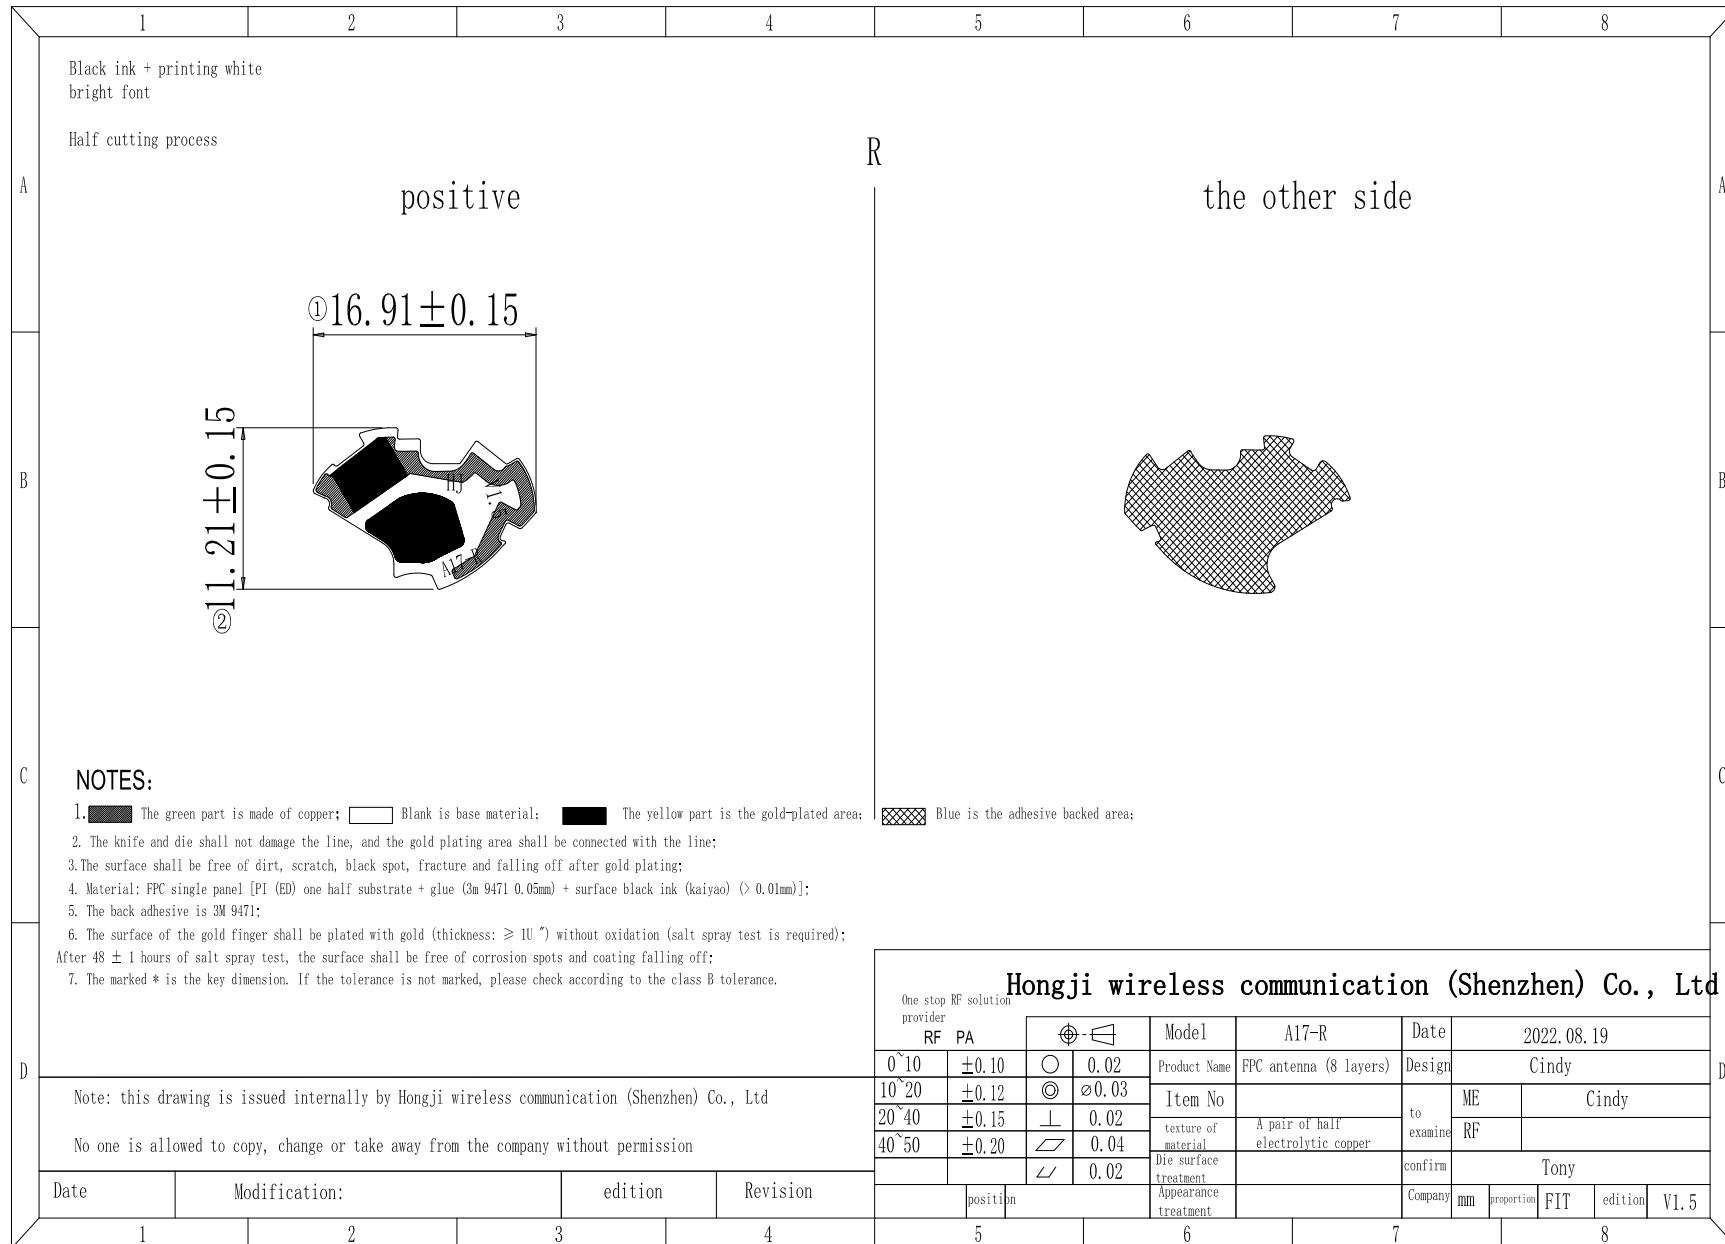 1 2 3 4 5 6 7 8
Black ink + printing white
bright font
Half cutting process
R
A A
positive
the other side
①16.91±0.15
②11.21±0.15
HJ
V1.5
A17-R
B B
C C
NOTES:
1. The green part is made of copper; Blank is base material; The yellow part is the gold-plated area; Blue is the adhesive backed area;
2. The knife and die shall not damage the line, and the gold plating area shall be connected with the line;
3.The surface shall be free of dirt, scratch, black spot, fracture and falling off after gold plating;
4. Material: FPC single panel [PI (ED) one half substrate + glue (3m 9471 0.05mm) + surface black ink (kaiyao) (> 0.01mm)];
5. The back adhesive is 3M 9471;
6. The surface of the gold finger shall be plated with gold (thickness: ≥ 1U ″) without oxidation (salt spray test is required);
After 48 ± 1 hours of salt spray test, the surface shall be free of corrosion spots and coating falling off;
7. The marked * is the key dimension. If the tolerance is not marked, please check according to the class B tolerance.
D D
Note: this drawing is issued internally by Hongji wireless communication (Shenzhen) Co., Ltd
No one is allowed to copy, change or take away from the company without permission
Date Modification: edition Revision
Hongji wireless communication (Shenzhen) Co., Ltd
One stop RF solution
provider
RF PA
Model A17-R Date 2022.08.19
0~10 ±0.10 0.02 Product Name FPC antenna (8 layers) Design Cindy
10~20 ±0.12 ⌀0.03 Item No to
examine ME Cindy
20~40 ±0.15 0.02 texture of
material A pair of half
electrolytic copper RF
40~50 ±0.20 0.04
0.02 Die surface
treatment confirm Tony
position Appearance
treatment Company mm proportion FIT edition V1.5
1 2 3 4 5 6 7 8